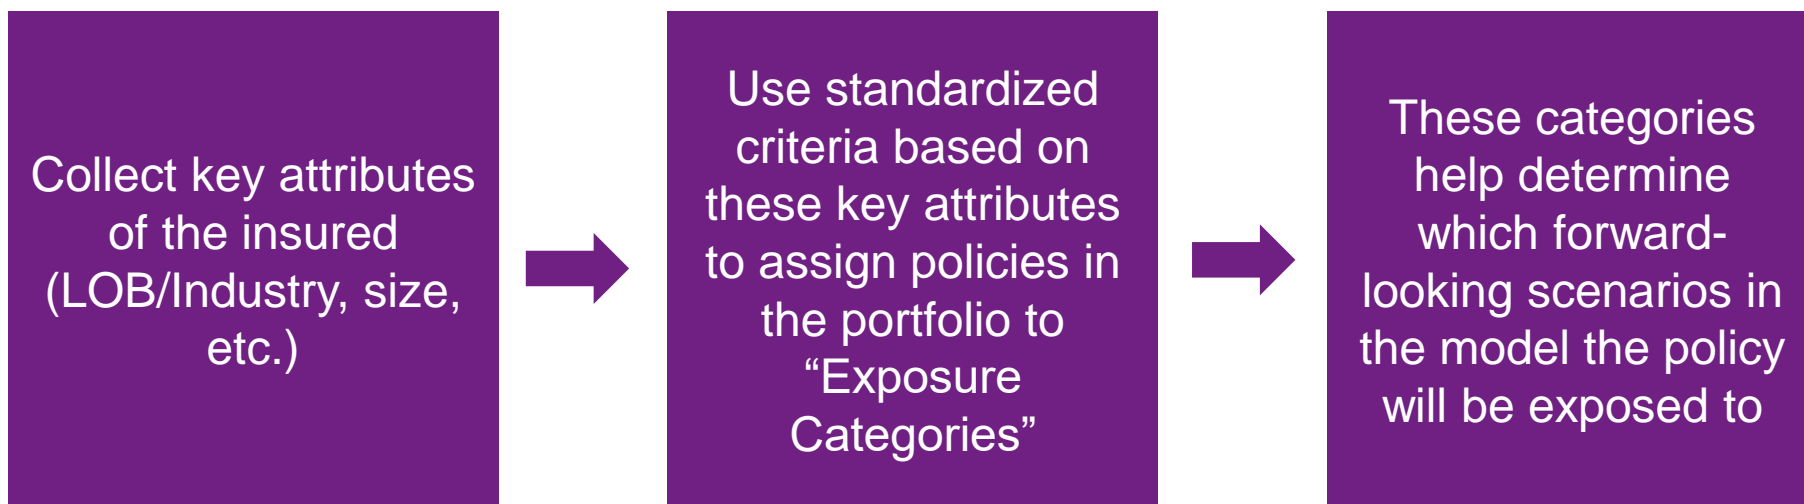 Collect key attributes
of the insured
(LOB/Industry, size,
etc.)
Use standardized
criteria based on
these key attributes
to assign policies in
the portfolio to
“Exposure
Categories”
These categories
help determine
which forward-
looking scenarios in
the model the policy
will be exposed to